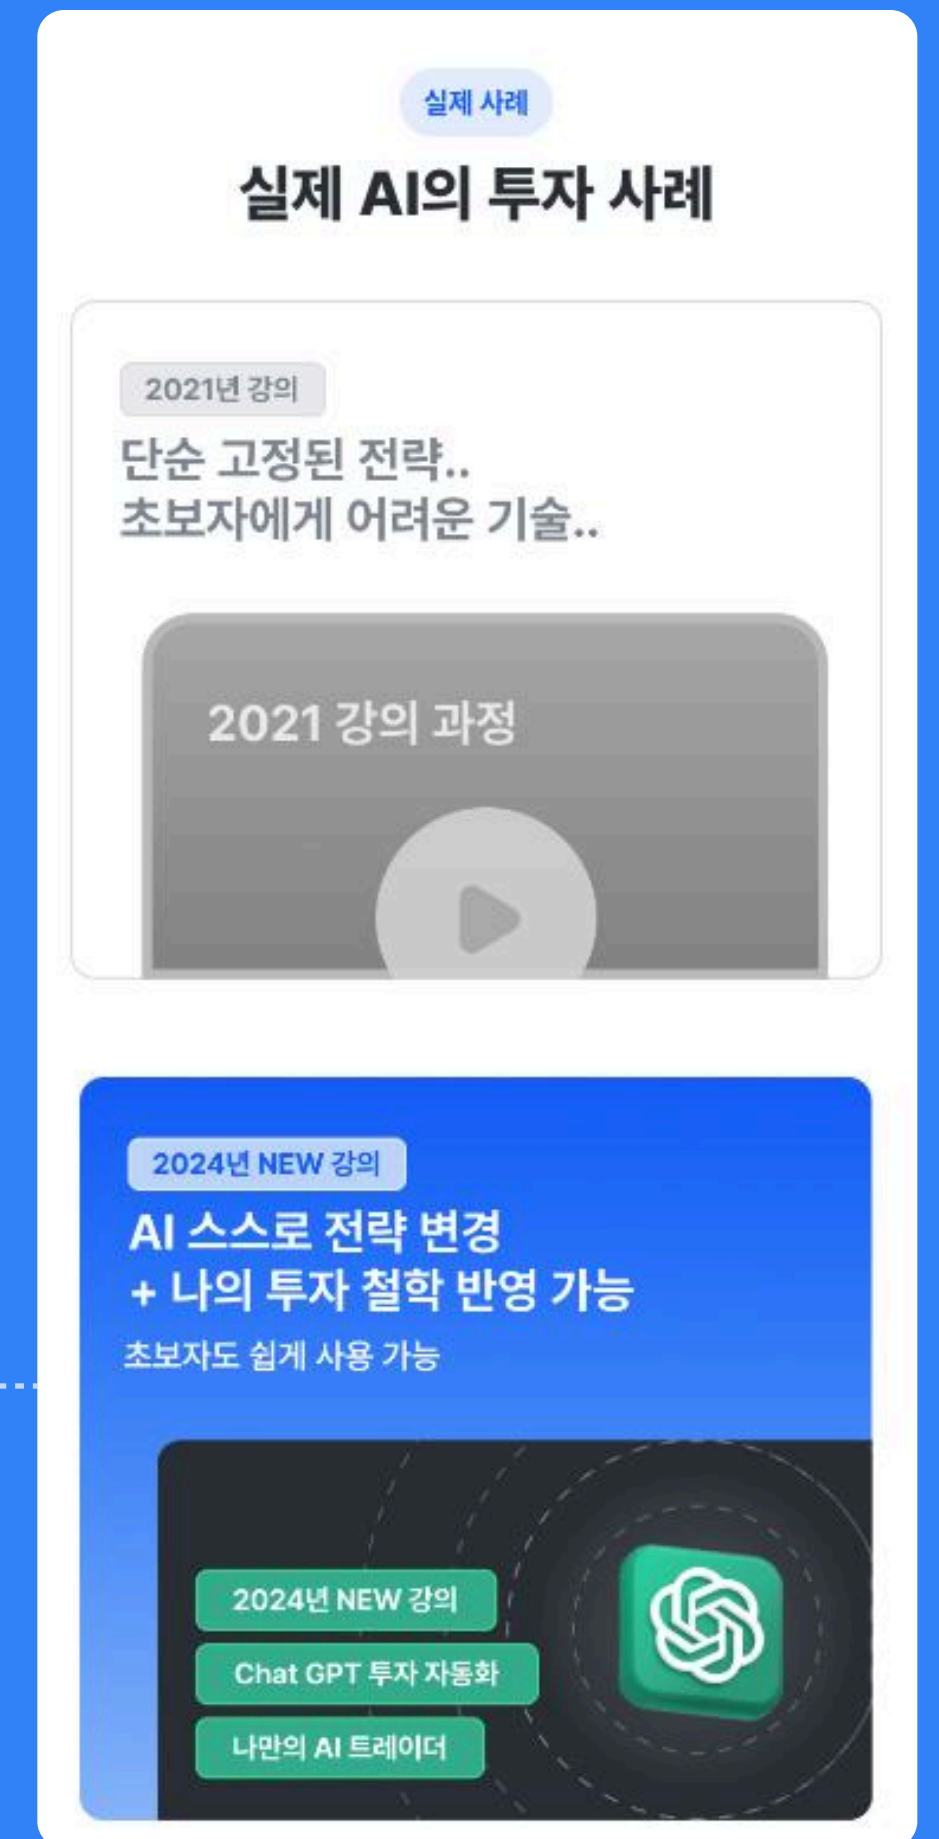 실제 사례
실제 AI의 투자 사례
2021년 강의
단순 고정된 전략..
초보자에게 어려운 기술..
2021 강의 과정
2024년 NEW 강의
AI 스스로 전략 변경
+ 나의 투자 철학 반영 가능
초보자도 쉽게 사용 가능
2024년 NEW 강의
Chat GPT 투자 자동화
나만의 AI 트레이더